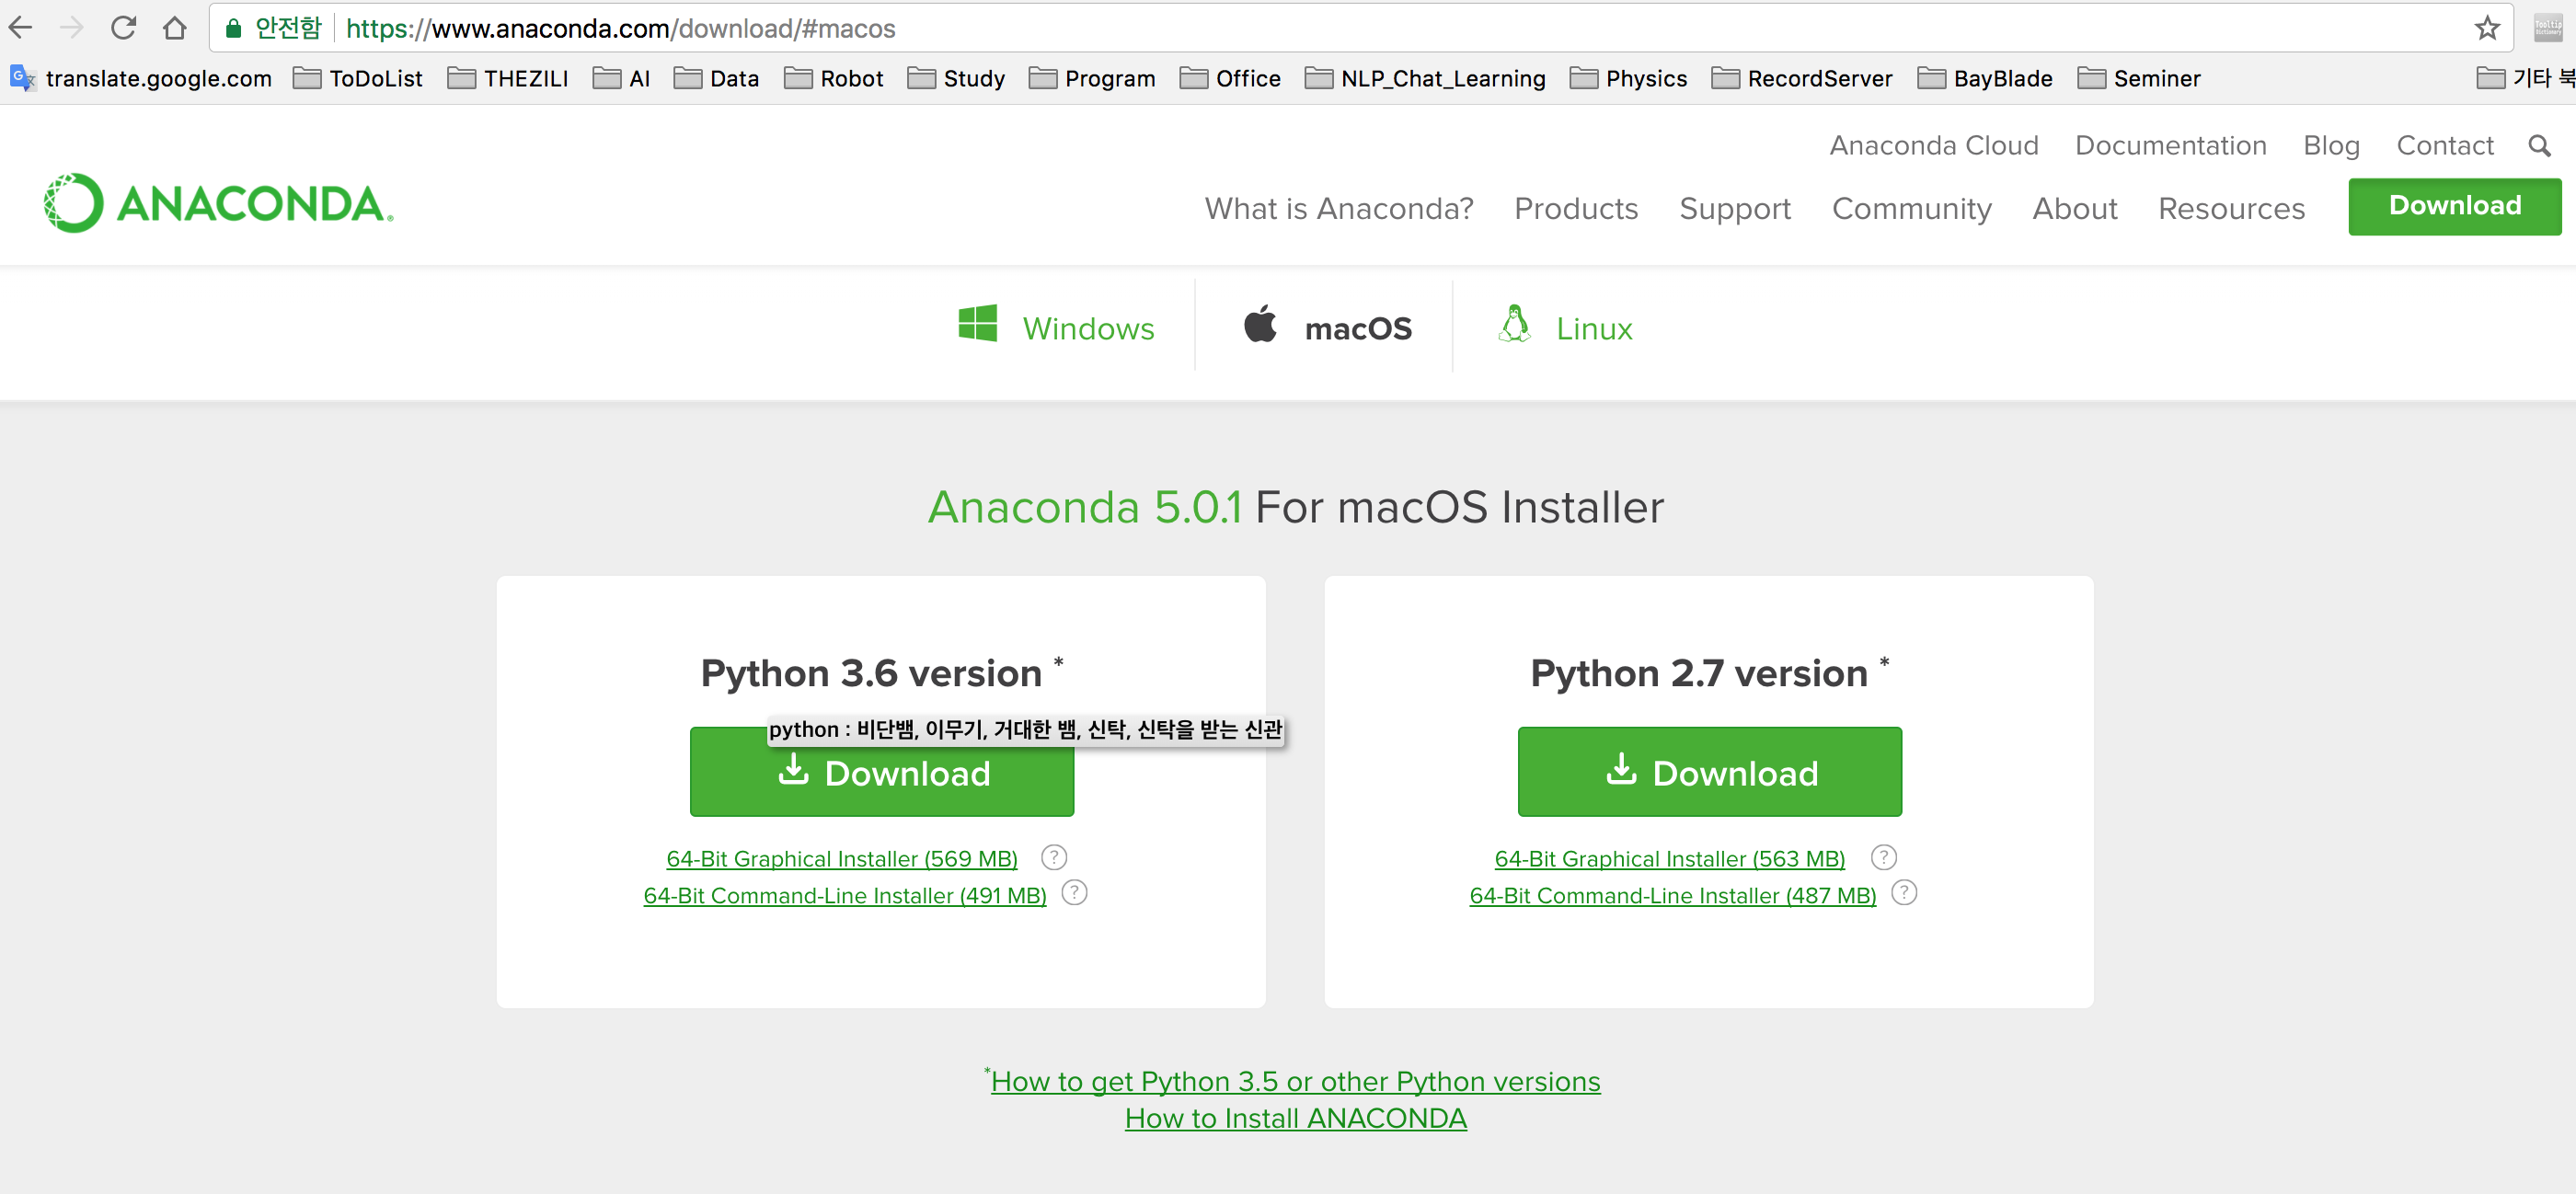 안전함 https://www.anaconda.com/download/#macos
Tooltip Dictionary
translate.google.com ToDoList THEZILI AI Data Robot Study Program Office NLP_Chat_Learning Physics RecordServer BayBlade Seminer 기타 북
Anaconda Cloud Documentation Blog Contact
ANACONDA.
What is Anaconda? Products Support Community About Resources Download
Windows macOS Linux
Anaconda 5.0.1 For macOS Installer
Python 3.6 version *
python : 비단뱀, 이무기, 거대한 뱀, 신탁, 신탁을 받는 신관
Download
64-Bit Graphical Installer (569 MB) ?
64-Bit Command-Line Installer (491 MB) ?
Python 2.7 version *
Download
64-Bit Graphical Installer (563 MB) ?
64-Bit Command-Line Installer (487 MB) ?
*How to get Python 3.5 or other Python versions
How to Install ANACONDA